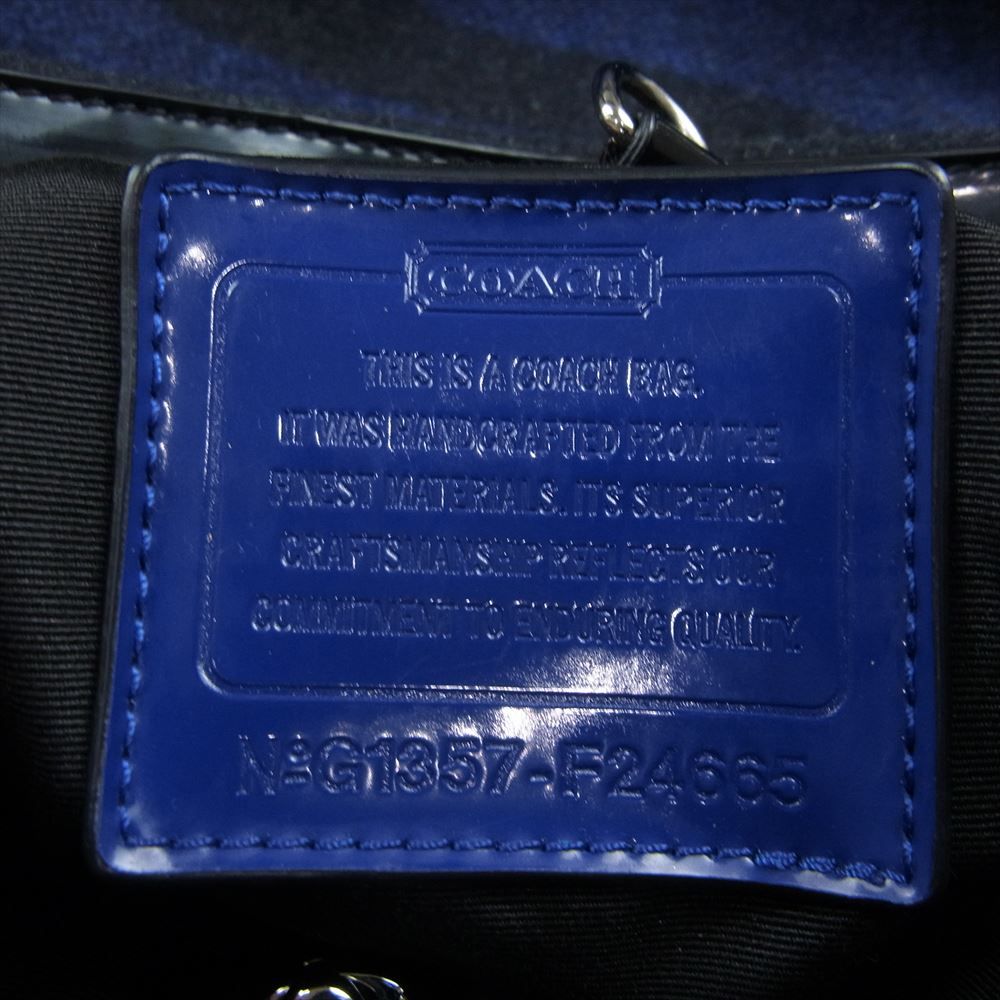 COACH
THIS IS A COACH BAG.
IT WAS HANDCRAFTED FROM THE
FINEST MATERIALS. ITS SUPERIOR
CRAFTSMANSHIP REFLECTS OUR
COMMITMENT TO ENDURING QUALITY.
Nº G1357-F24665